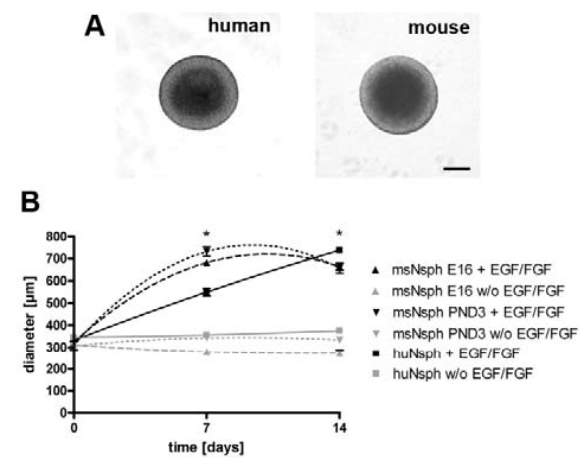 A
human
mouse
B
*
*
800
700
600
500
400
300
200
100
0
diameter [µm]
0
7
14
time [days]
msNsph E16 + EGF/FGF
msNsph E16 w/o EGF/FGF
msNsph PND3 + EGF/FGF
msNsph PND3 w/o EGF/FGF
huNsph + EGF/FGF
huNsph w/o EGF/FGF